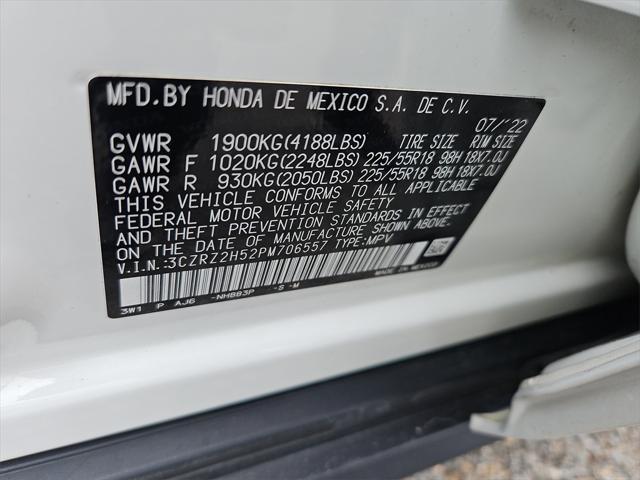 MFD.BY HONDA DE MEXICO S.A. DE C.V.
07/'22
GVWR 1900KG(4188LBS) TIRE SIZE RIM SIZE
GAWR F 1020KG(2248LBS) 225/55R18 98H 18X7.0J
GAWR R 930KG(2050LBS) 225/55R18 98H 18X7.0J
THIS VEHICLE CONFORMS TO ALL APPLICABLE
FEDERAL MOTOR VEHICLE SAFETY
AND THEFT PREVENTION STANDARDS IN EFFECT
ON THE DATE OF MANUFACTURE SHOWN ABOVE.
V.I.N.:3CZRZ2H52PM706557 TYPE:MPV
3W1 P AJ6 -NH883P -S -M